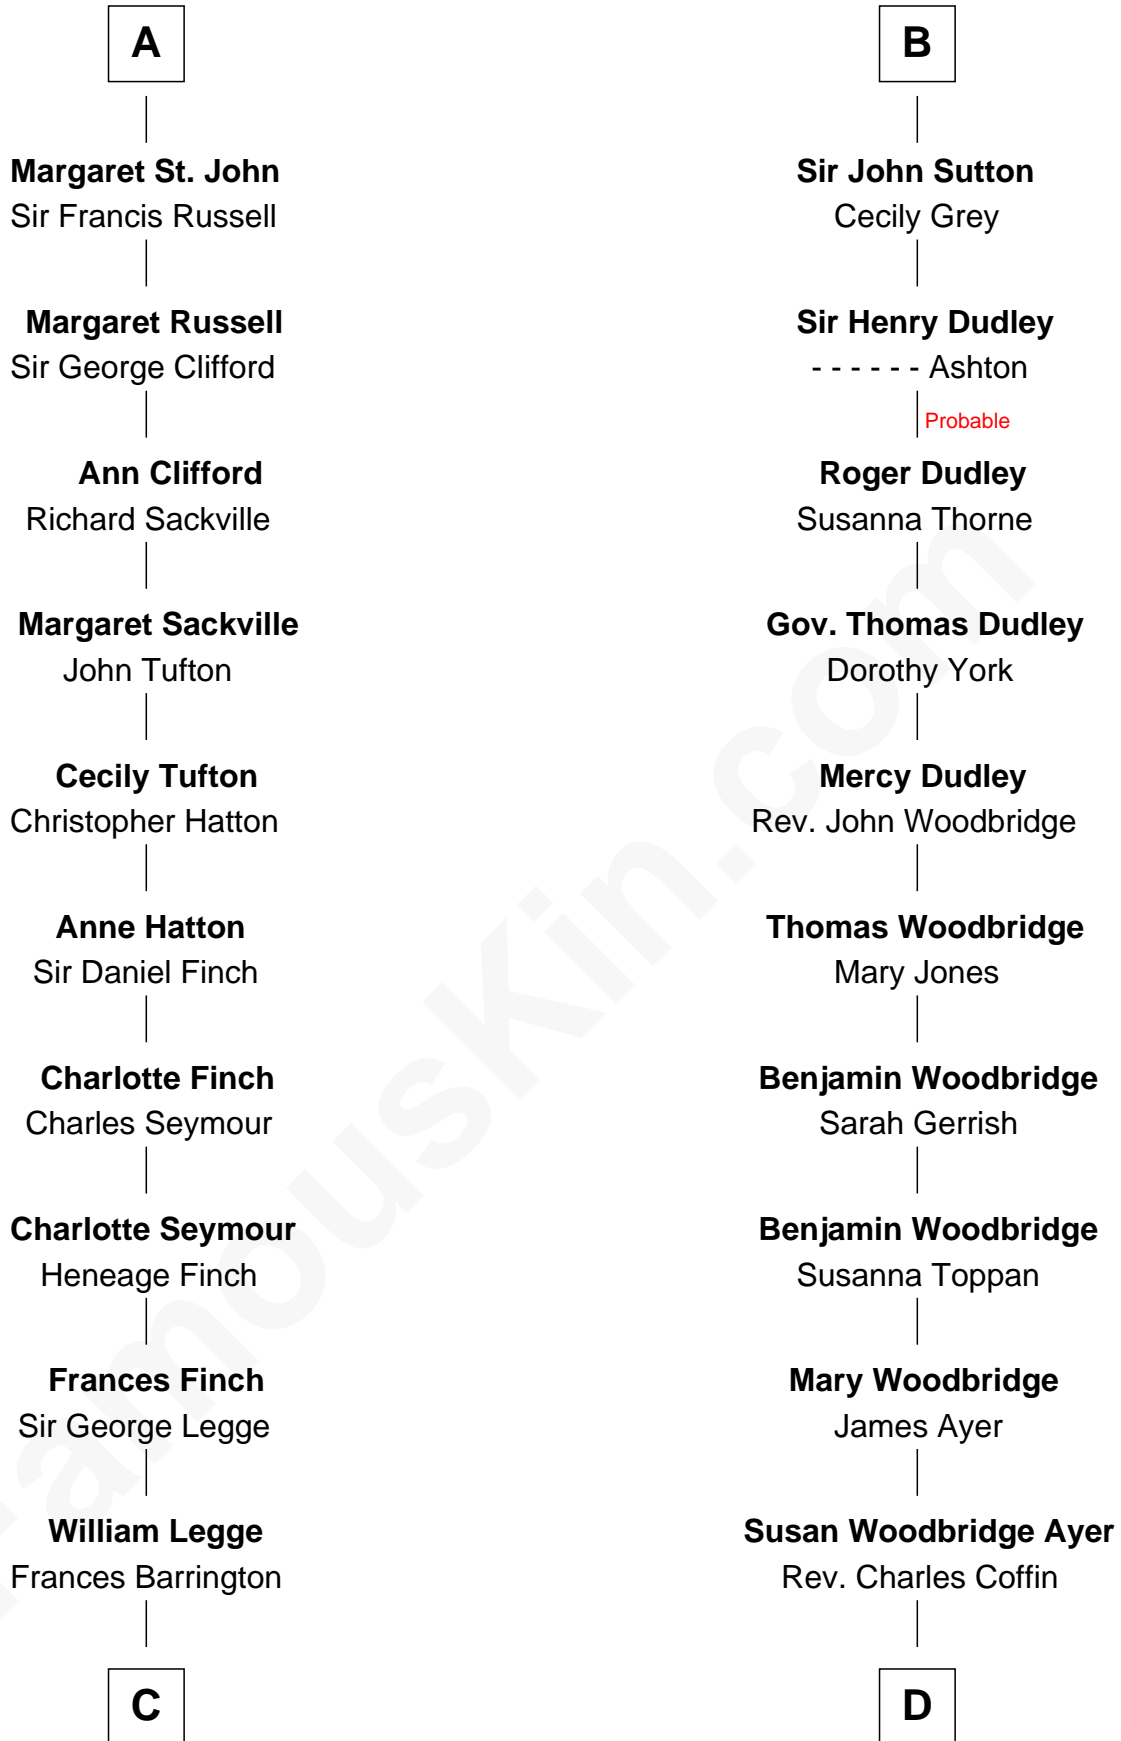 A
Margaret St. John
Sir Francis Russell
Margaret Russell
Sir George Clifford
Ann Clifford
Richard Sackville
Margaret Sackville
John Tufton
Cecily Tufton
Christopher Hatton
Anne Hatton
Sir Daniel Finch
Charlotte Finch
Charles Seymour
Charlotte Seymour
Heneage Finch
Frances Finch
Sir George Legge
William Legge
Frances Barrington
C
B
Sir John Sutton
Cecily Grey
Sir Henry Dudley
- - - - - - Ashton
Probable
Roger Dudley
Susanna Thorne
Gov. Thomas Dudley
Dorothy York
Mercy Dudley
Rev. John Woodbridge
Thomas Woodbridge
Mary Jones
Benjamin Woodbridge
Sarah Gerrish
Benjamin Woodbridge
Susanna Toppan
Mary Woodbridge
James Ayer
Susan Woodbridge Ayer
Rev. Charles Coffin
D
FamousKin.com